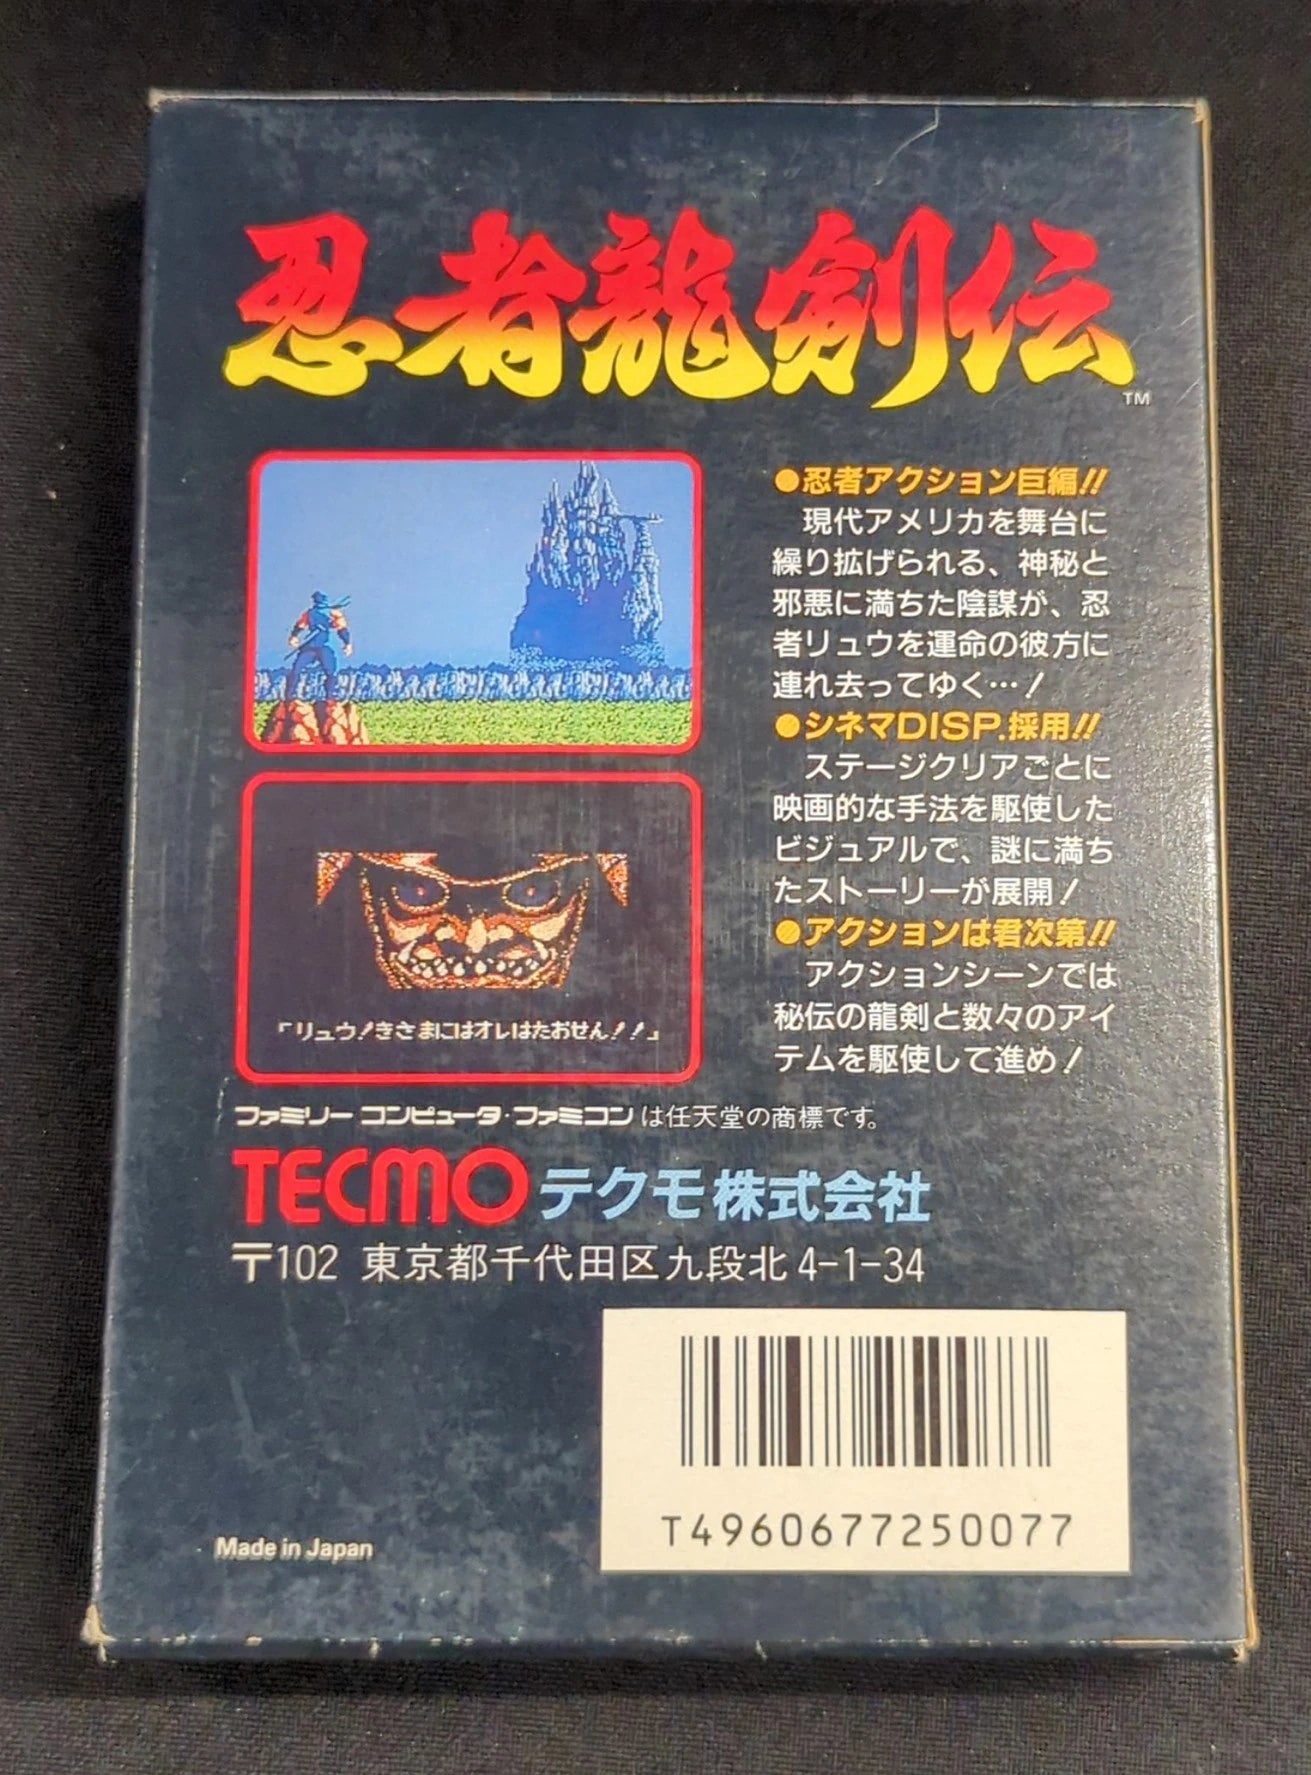 忍者龍剣伝
TM
●忍者アクション巨編!!
現代アメリカを舞台に
繰り拡げられる、神秘と
邪悪に満ちた陰謀が、忍
者リュウを運命の彼方に
連れ去ってゆく…!
●シネマDISP.採用!!
ステージクリアごとに
映画的な手法を駆使した
ビジュアルで、謎に満ち
たストーリーが展開!
●アクションは君次第!!
アクションシーンでは
秘伝の龍剣と数々のアイ
テムを駆使して進め!
「リュウ!きさまにはオレはたおせん!!」
ファミリーコンピュータ・ファミコンは任天堂の商標です。
TECMO テクモ株式会社
〒102 東京都千代田区九段北4-1-34
T4960677250077
Made in Japan